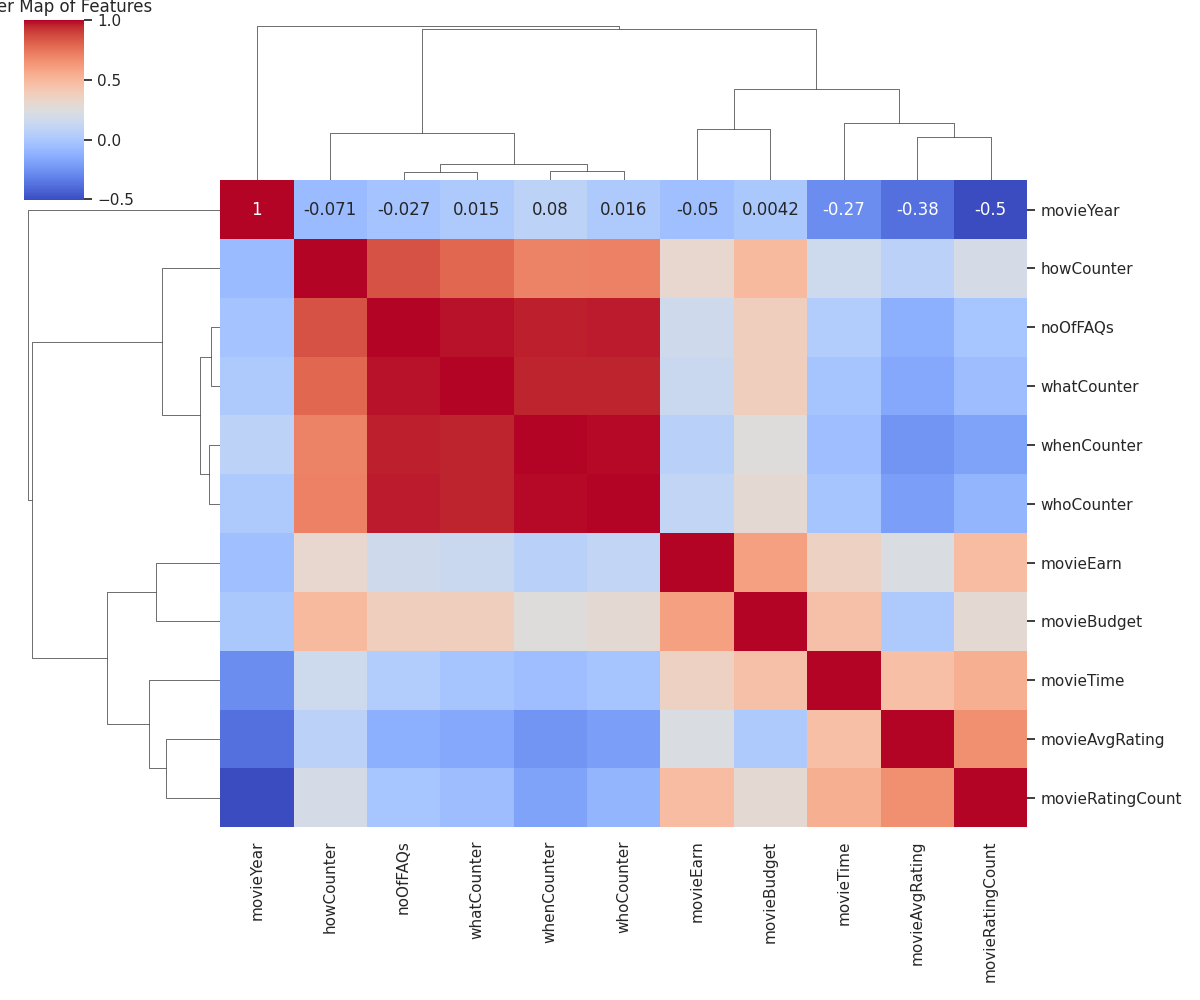 er Map of Features
1.0
0.5
0.0
−0.5
1 -0.071 -0.027 0.015 0.08 0.016 -0.05 0.0042 -0.27 -0.38 -0.5
movieYear
howCounter
noOfFAQs
whatCounter
whenCounter
whoCounter
movieEarn
movieBudget
movieTime
movieAvgRating
movieRatingCount
movieYear
howCounter
noOfFAQs
whatCounter
whenCounter
whoCounter
movieEarn
movieBudget
movieTime
movieAvgRating
movieRatingCount